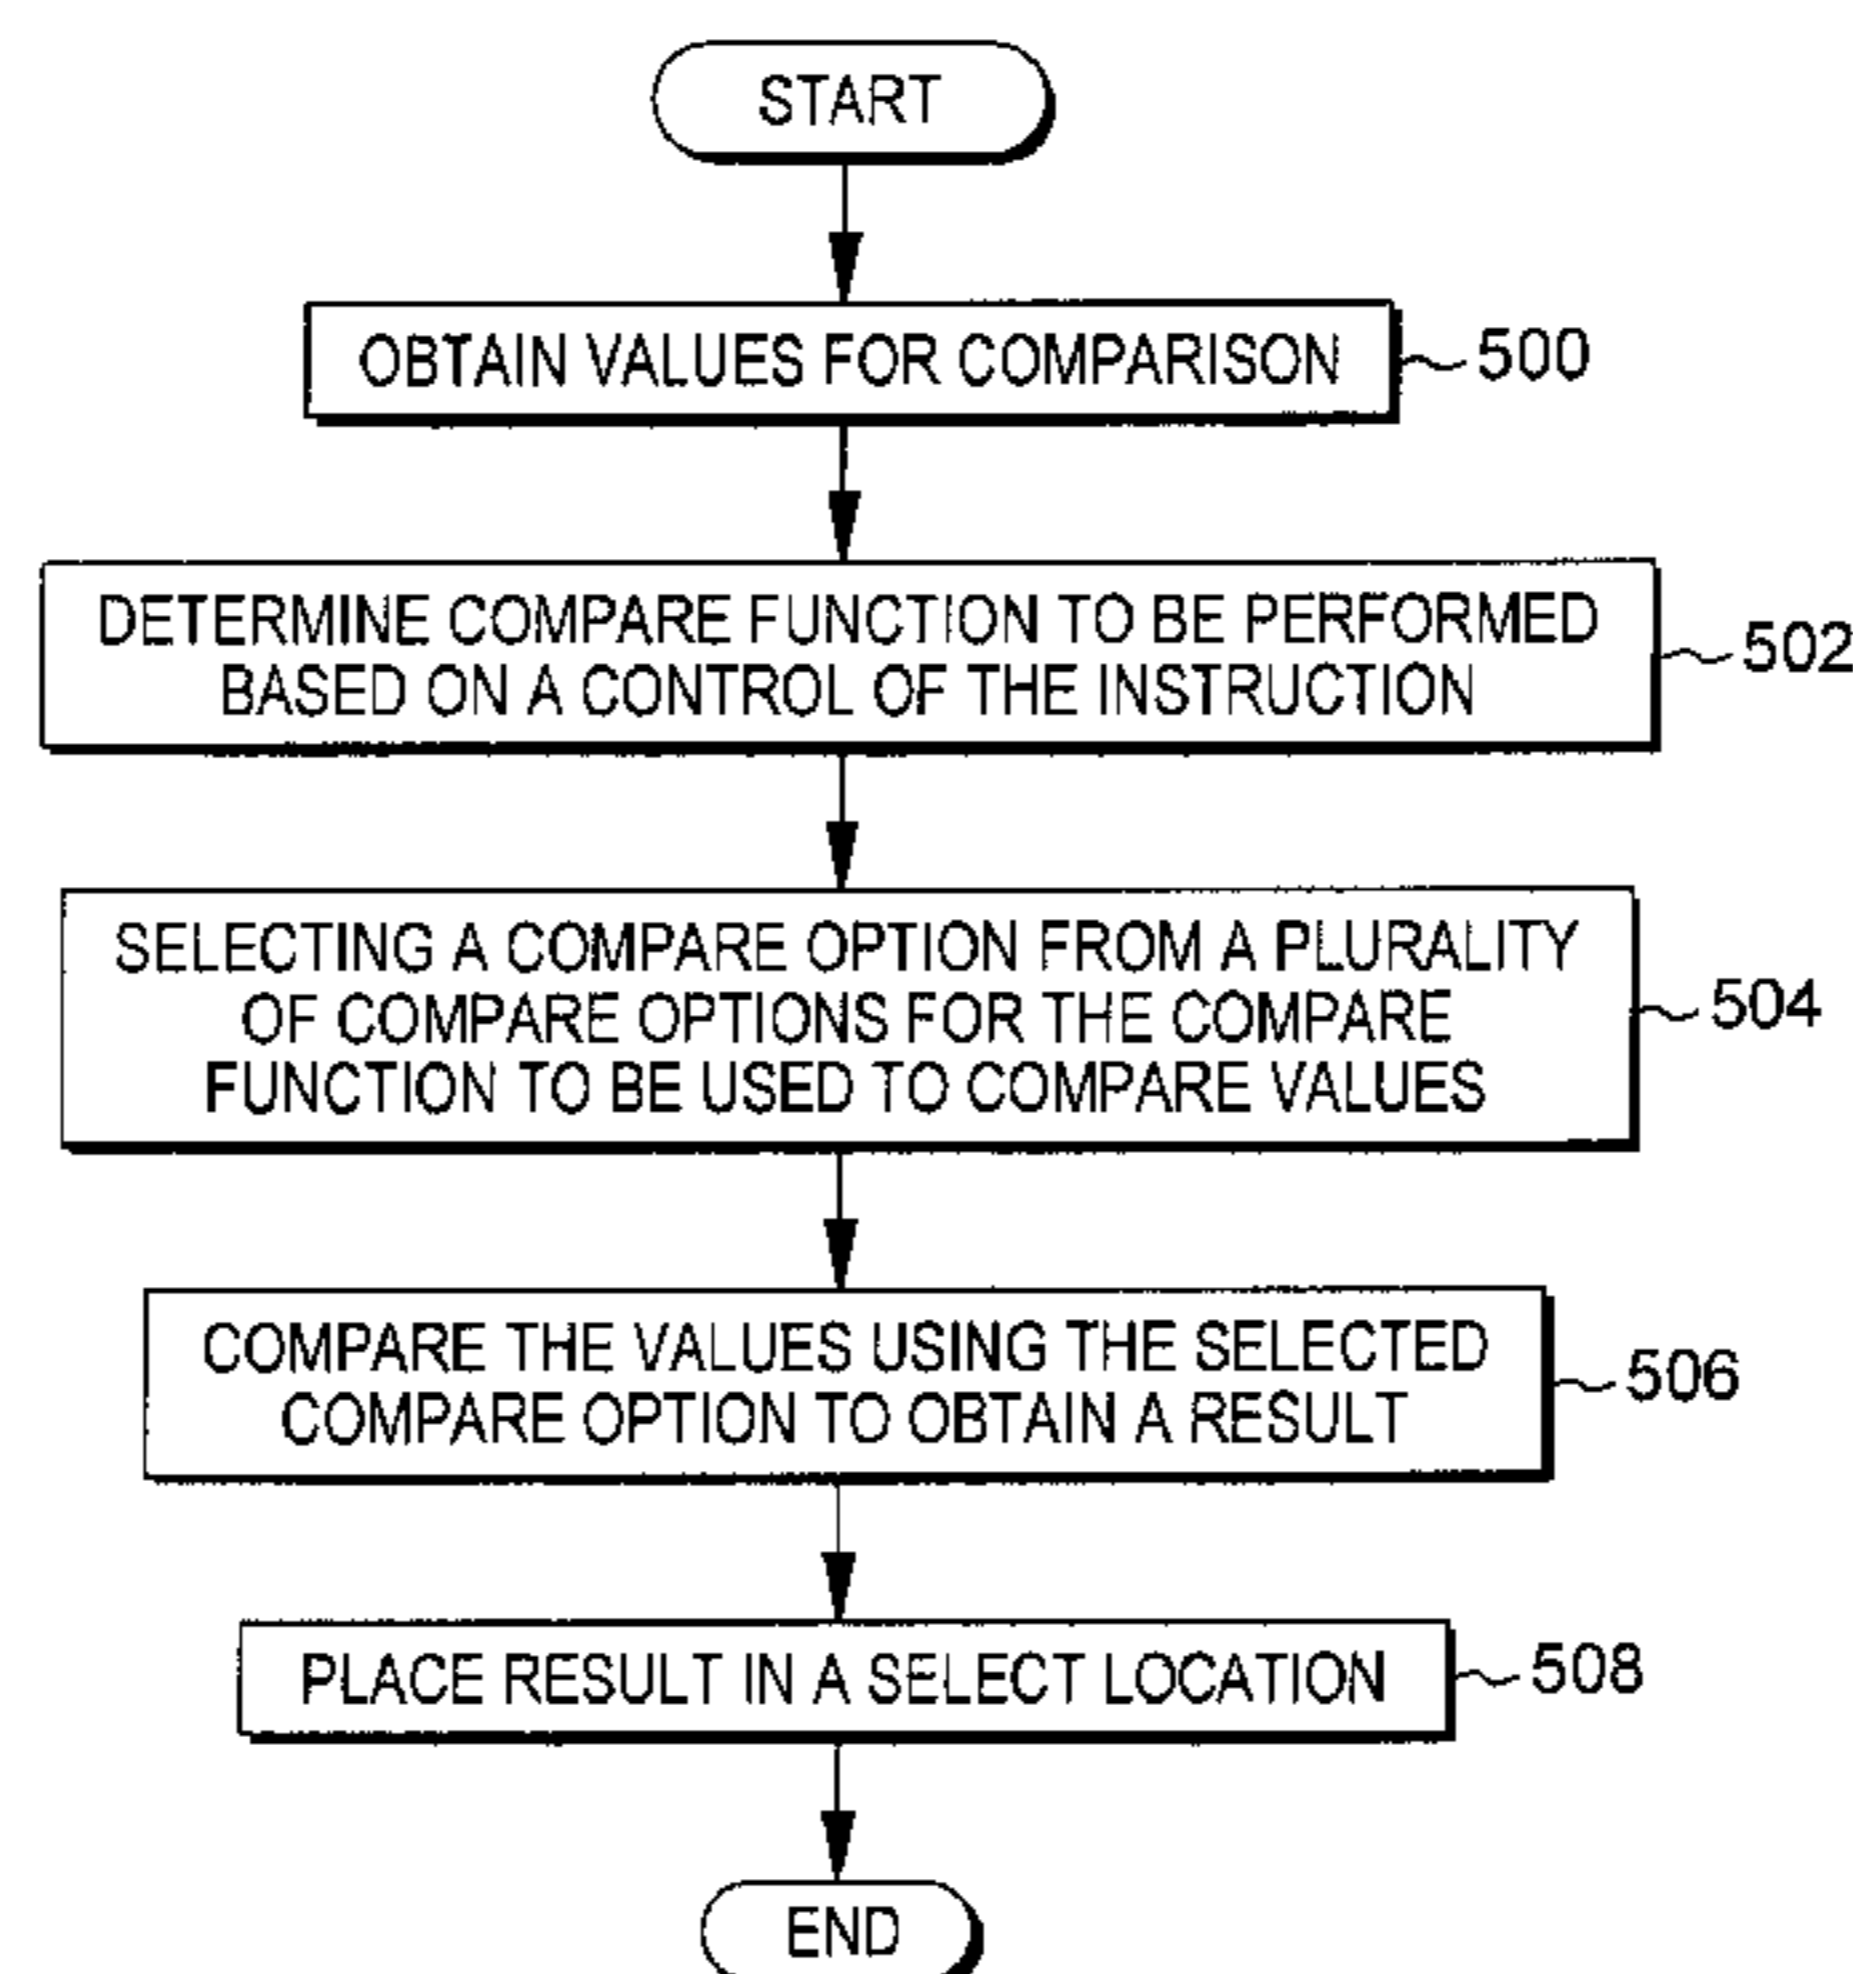 START
OBTAIN VALUES FOR COMPARISON
500
DETERMINE COMPARE FUNCTION TO BE PERFORMED
BASED ON A CONTROL OF THE INSTRUCTION
502
SELECTING A COMPARE OPTION FROM A PLURALITY
OF COMPARE OPTIONS FOR THE COMPARE
FUNCTION TO BE USED TO COMPARE VALUES
504
COMPARE THE VALUES USING THE SELECTED
COMPARE OPTION TO OBTAIN A RESULT
506
PLACE RESULT IN A SELECT LOCATION
508
END